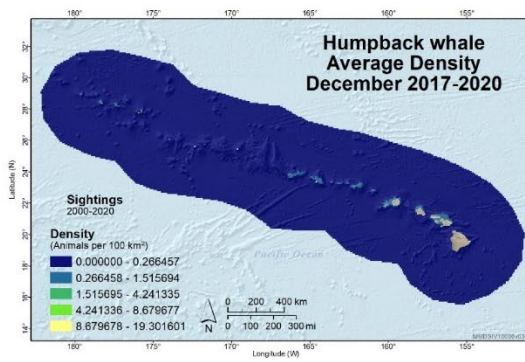 180° 175° 170° 165° 160° 155°
Humpback whale
Average Density
December 2017-2020
32°
30°
28°
26°
24°
22°
20°
18°
16°
14°
Latitude (N)
Sightings
2000-2020
Density
(Animals per 100 km²)
0.000000 - 0.266457
0.266458 - 1.515694
1.515695 - 4.241335
4.241336 - 8.679677
8.679678 - 19.301601
Pacific Ocean
N
0 200 400 km
0 100 200 300 mi
180° 175° 170° 165° 160° 155°
Longitude (W)